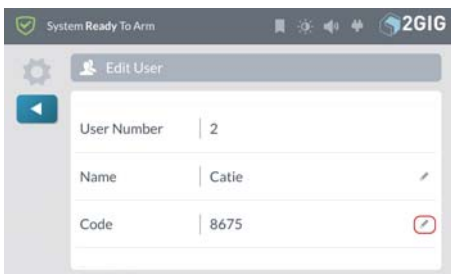 System Ready To Arm 2GIG
Edit User
User Number 2
Name Catie
Code 8675